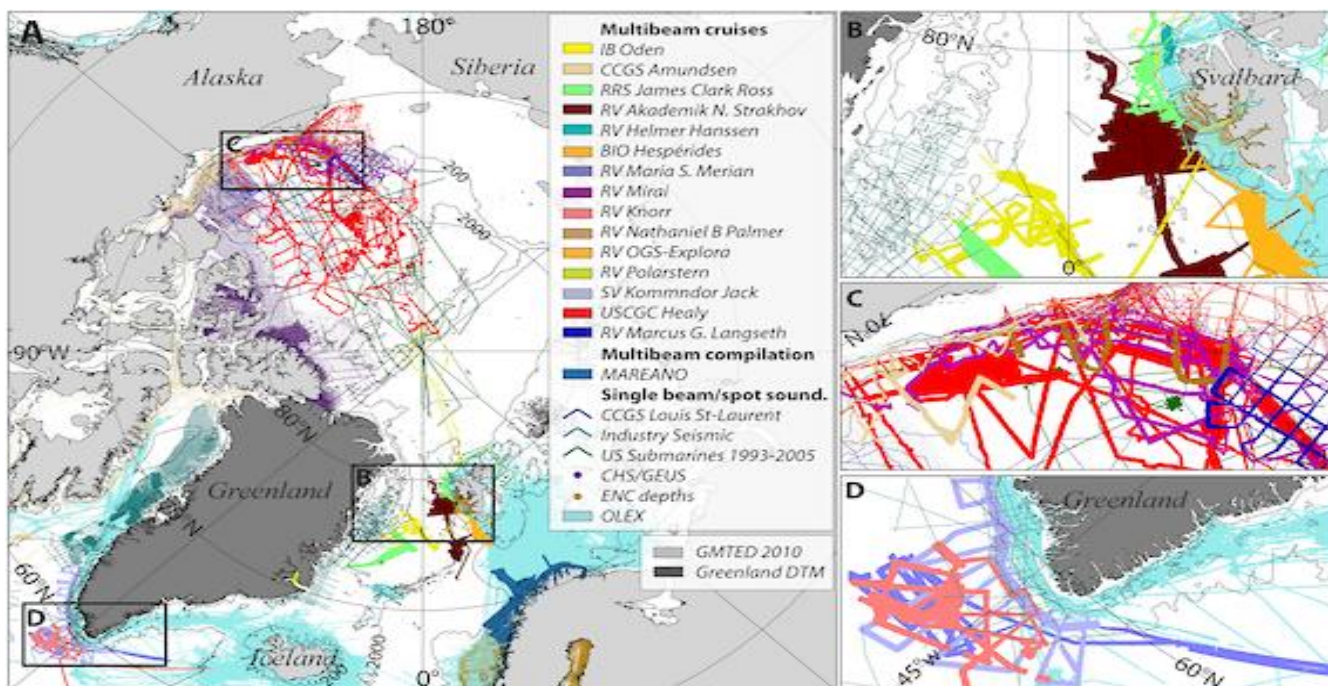 A
180°
Alaska
Siberia
C
200
2000
90°W
80°N
Greenland
B
N
60°N
D
Iceland
200
2000
0°
Multibeam cruises
IB Oden
CCGS Amundsen
RRS James Clark Ross
RV Akademik N. Strakhov
RV Helmer Hanssen
BIO Hespérides
RV Maria S. Merian
RV Mirai
RV Knorr
RV Nathaniel B Palmer
RV OGS-Explora
RV Polarstern
SV Kommndor Jack
USCGC Healy
RV Marcus G. Langseth
Multibeam compilation
MAREANO
Single beam/spot sound.
CCGS Louis St-Laurent
Industry Seismic
US Submarines 1993-2005
CHS/GEUS
ENC depths
OLEX
GMTED 2010
Greenland DTM
B
80°N
Svalbard
0°
C
70°N
D
Greenland
45°W
60°N